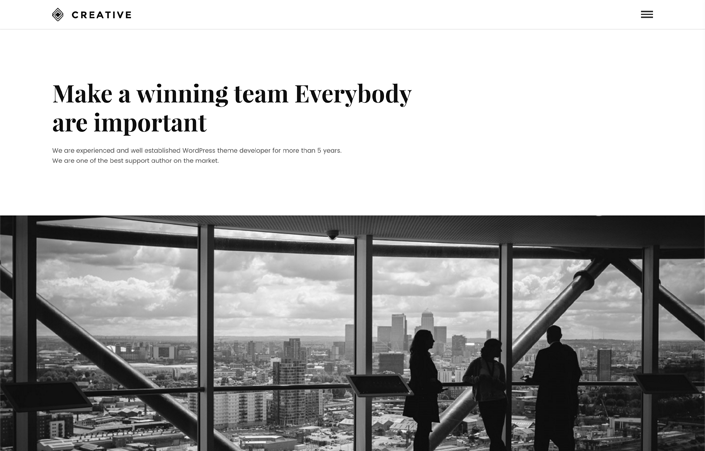 CREATIVE
Make a winning team Everybody
are important
We are experienced and well established WordPress theme developer for more than 5 years.
We are one of the best support author on the market.